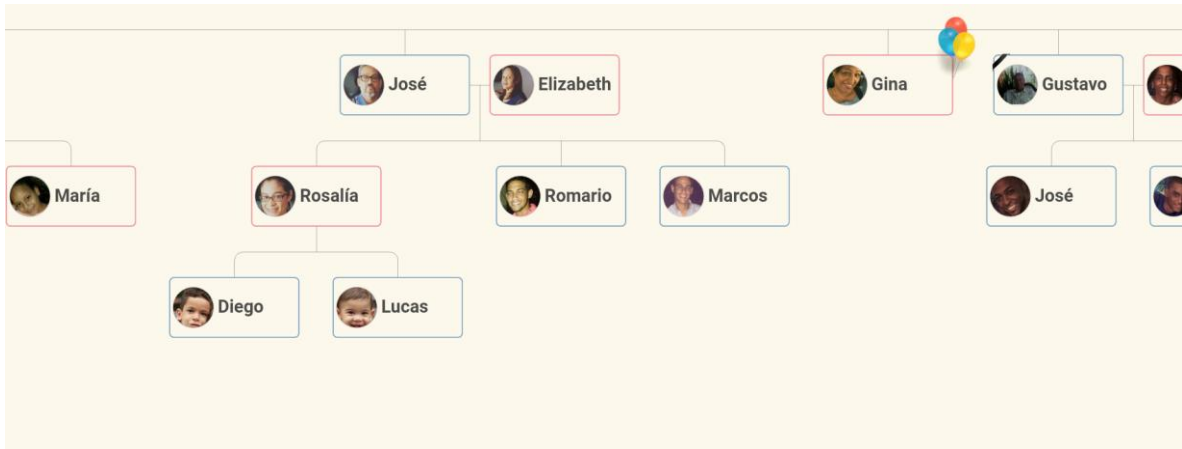 José
Elizabeth
Gina
Gustavo
María
Rosalía
Romario
Marcos
José
Diego
Lucas